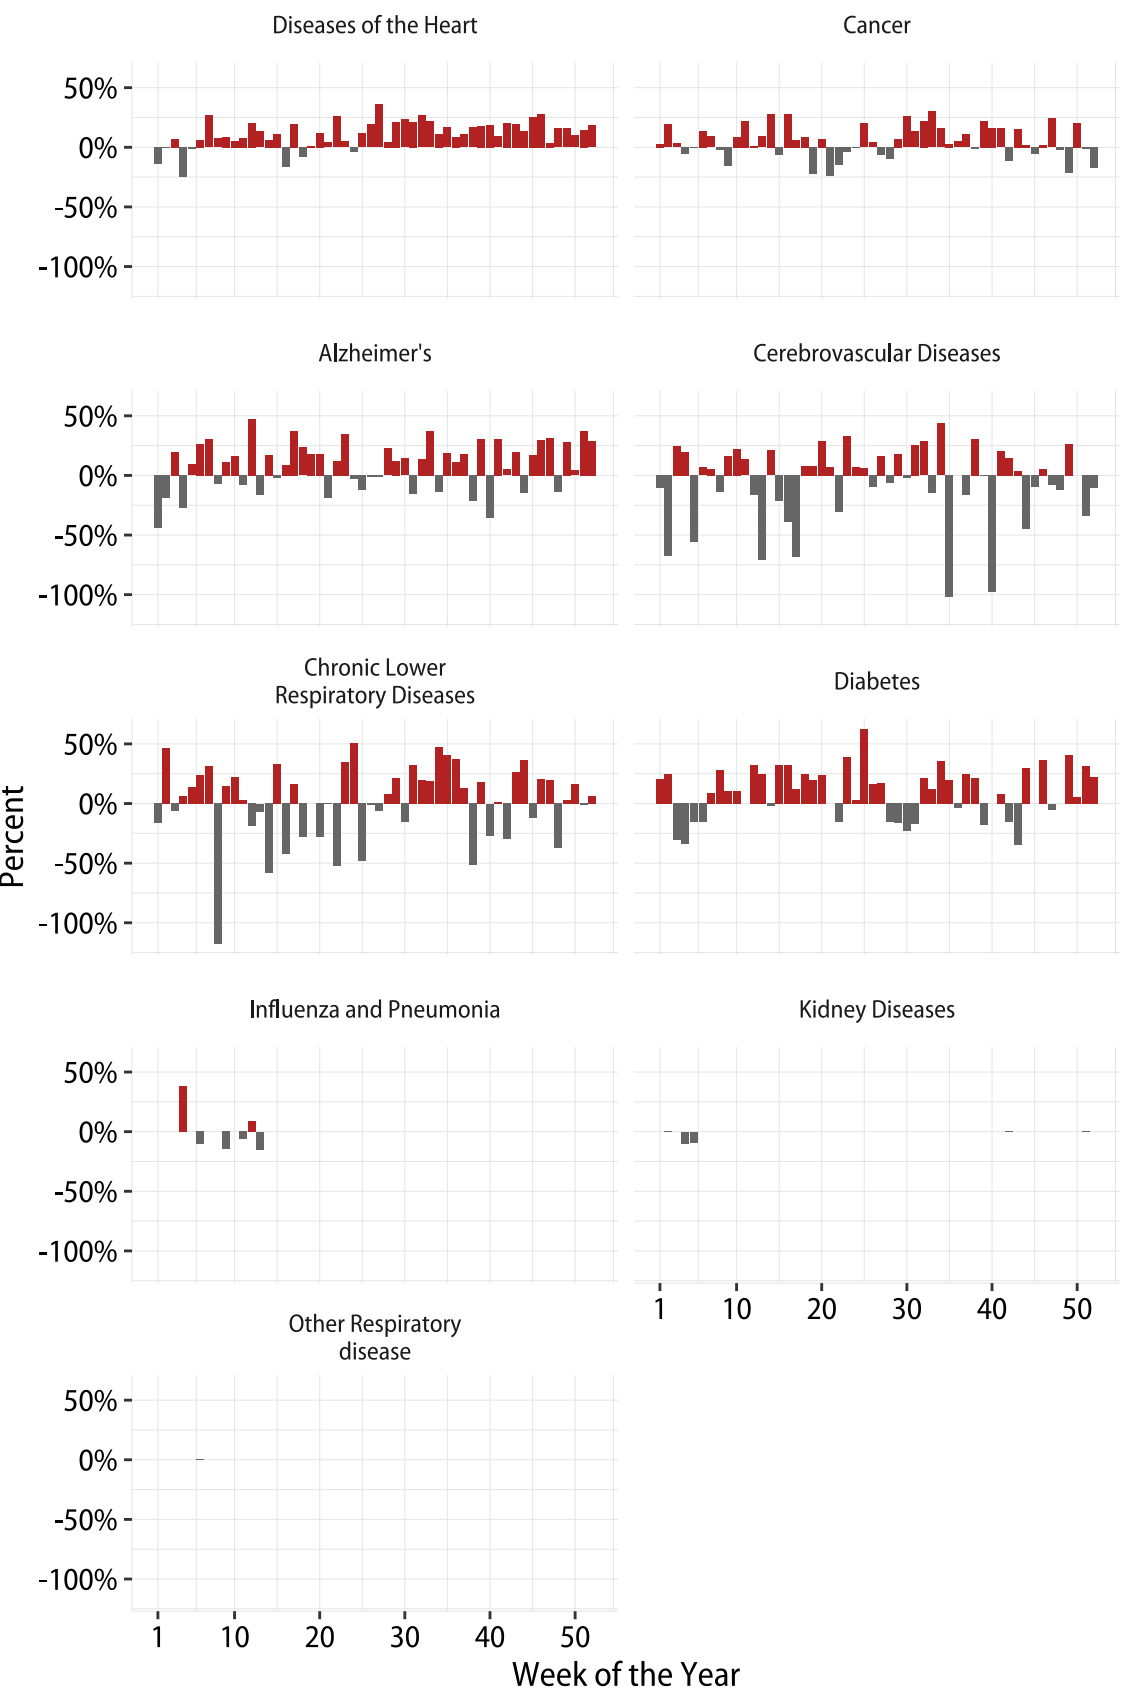 Diseases of the Heart
Cancer
50%
0%
-50%
-100%
Alzheimer's
Cerebrovascular Diseases
50%
0%
-50%
-100%
Chronic Lower
Respiratory Diseases
Diabetes
50%
0%
-50%
-100%
Percent
Influenza and Pneumonia
Kidney Diseases
50%
0%
-50%
-100%
1 10 20 30 40 50
Other Respiratory
disease
50%
0%
-50%
-100%
1 10 20 30 40 50
Week of the Year